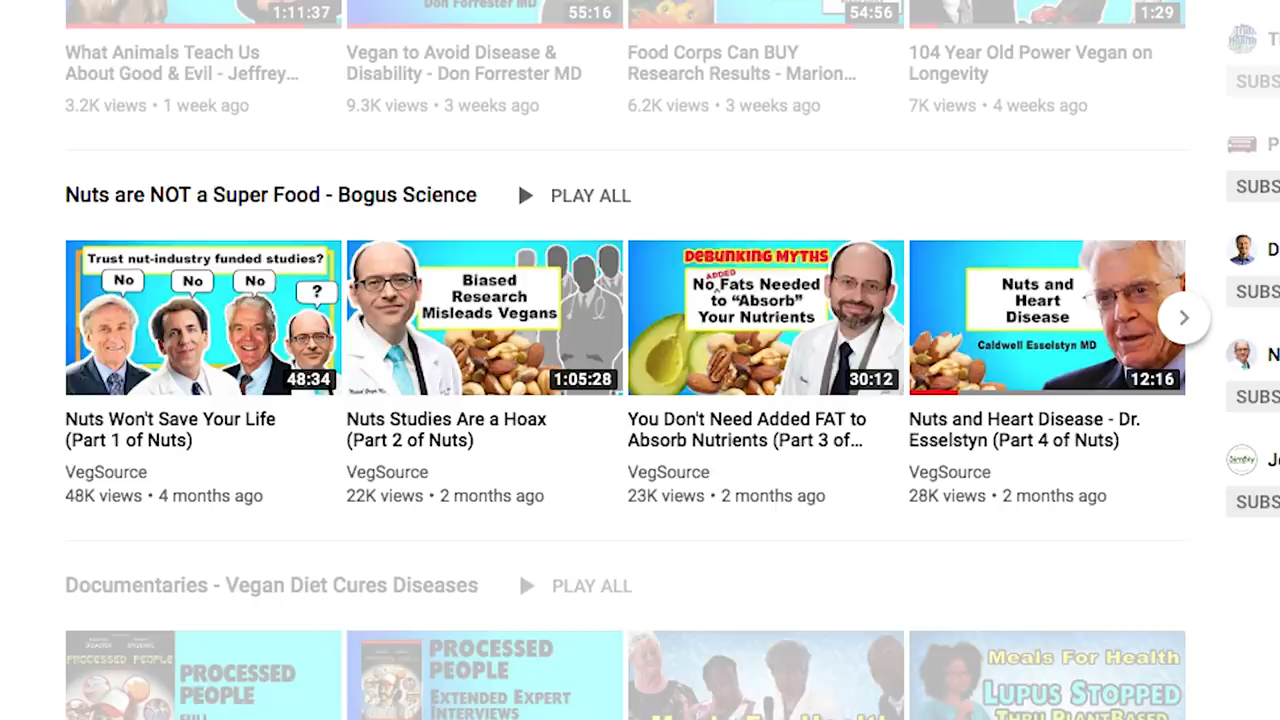 1:11:37
Don Forrester MD
55:16
54:56
1:29
What Animals Teach Us
About Good & Evil - Jeffrey...
3.2K views • 1 week ago
Vegan to Avoid Disease &
Disability - Don Forrester MD
9.3K views • 3 weeks ago
Food Corps Can BUY
Research Results - Marion...
6.2K views • 3 weeks ago
104 Year Old Power Vegan on
Longevity
7K views • 4 weeks ago
SUBS
P
SUBS
D
SUBS
N
SUBS
SUBS
Nuts are NOT a Super Food - Bogus Science
PLAY ALL
Trust nut-industry funded studies?
No
No
No
?
48:34
Nuts Won't Save Your Life
(Part 1 of Nuts)
VegSource
48K views • 4 months ago
Biased
Research
Misleads Vegans
1:05:28
Nuts Studies Are a Hoax
(Part 2 of Nuts)
VegSource
22K views • 2 months ago
DEBUNKING MYTHS
ADDED
No Fats Needed
to “Absorb”
Your Nutrients
30:12
You Don't Need Added FAT to
Absorb Nutrients (Part 3 of...
VegSource
23K views • 2 months ago
Nuts and
Heart
Disease
Caldwell Esselstyn MD
12:16
Nuts and Heart Disease - Dr.
Esselstyn (Part 4 of Nuts)
VegSource
28K views • 2 months ago
Documentaries - Vegan Diet Cures Diseases
PLAY ALL
PROCESSED PEOPLE
PROCESSED
PEOPLE
PROCESSED
PEOPLE
EXTENDED EXPERT
INTERVIEWS
Meals For Health
MEALS FOR HEALTH
LUPUS STOPPED
THRU PLANTBASED